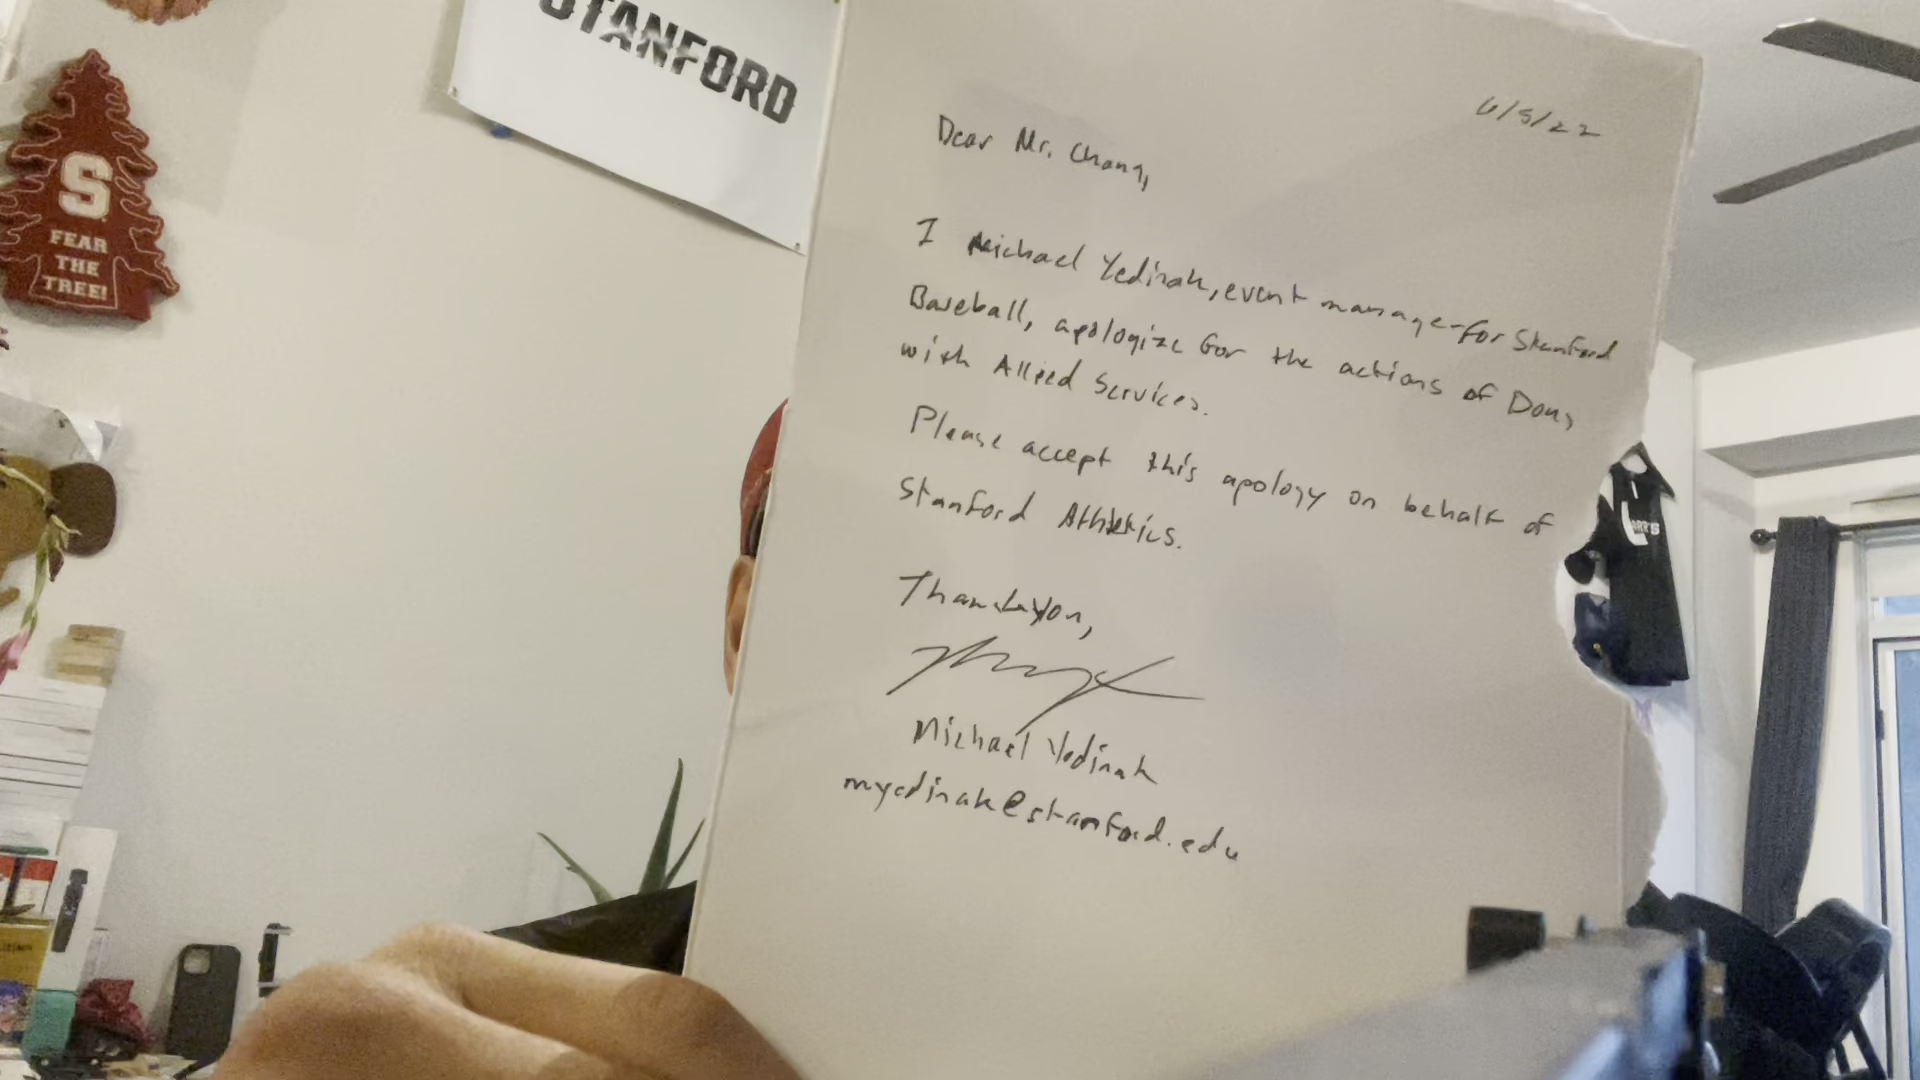 STANFORD
S
FEAR
THE
TREE!
6/5/22
Dear Mr. Chang,
I Michael Yedinak, event manager for Stanford
Baseball, apologize for the actions of Doug
with Allied Services.
Please accept this apology on behalf of
Stanford Athletics.
Thank you,
Michael Yedinak
myedinak@stanford.edu